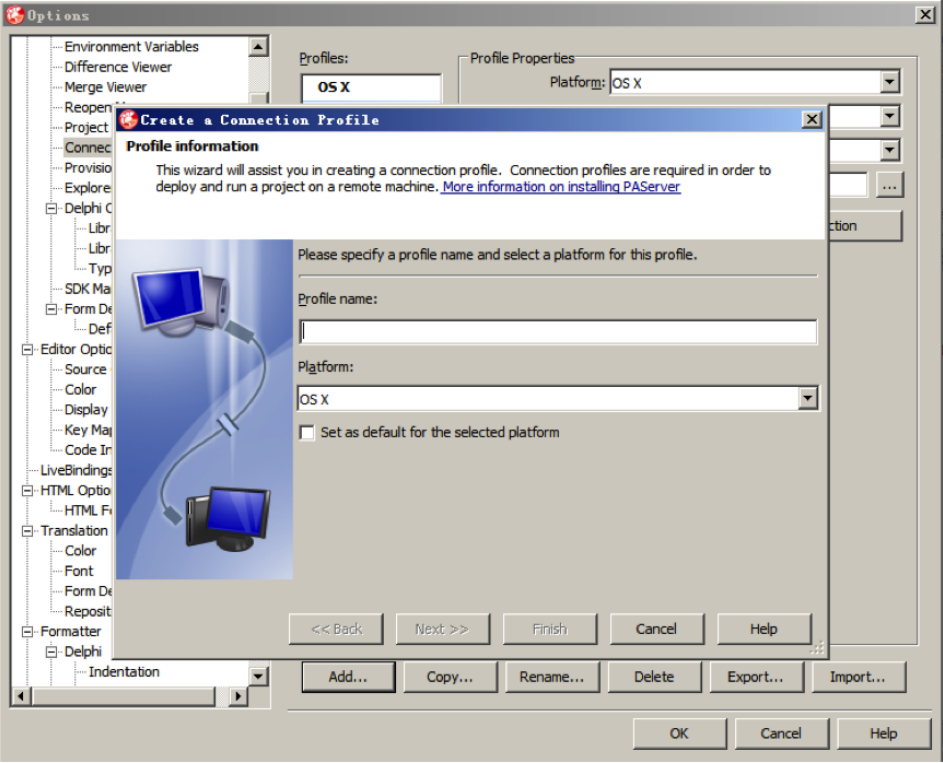 Options
Environment Variables
Difference Viewer
Merge Viewer
Reopen
Project
Connec
Provisio
Explore
Delphi
Libr
Libr
Typ
SDK Ma
Form De
Def
Editor Optio
Source
Color
Display
Key Map
Code In
LiveBindings
HTML Optio
HTML F
Translation
Color
Font
Form De
Reposit
Formatter
Delphi
Indentation
Profiles:
OS X
Profile Properties
Platform:
OS X
...
ction
Create a Connection Profile
Profile information
This wizard will assist you in creating a connection profile. Connection profiles are required in order to
deploy and run a project on a remote machine. More information on installing PAServer
Please specify a profile name and select a platform for this profile.
Profile name:
Platform:
OS X
Set as default for the selected platform
<< Back
Next >>
Finish
Cancel
Help
Add...
Copy...
Rename...
Delete
Export...
Import...
OK
Cancel
Help